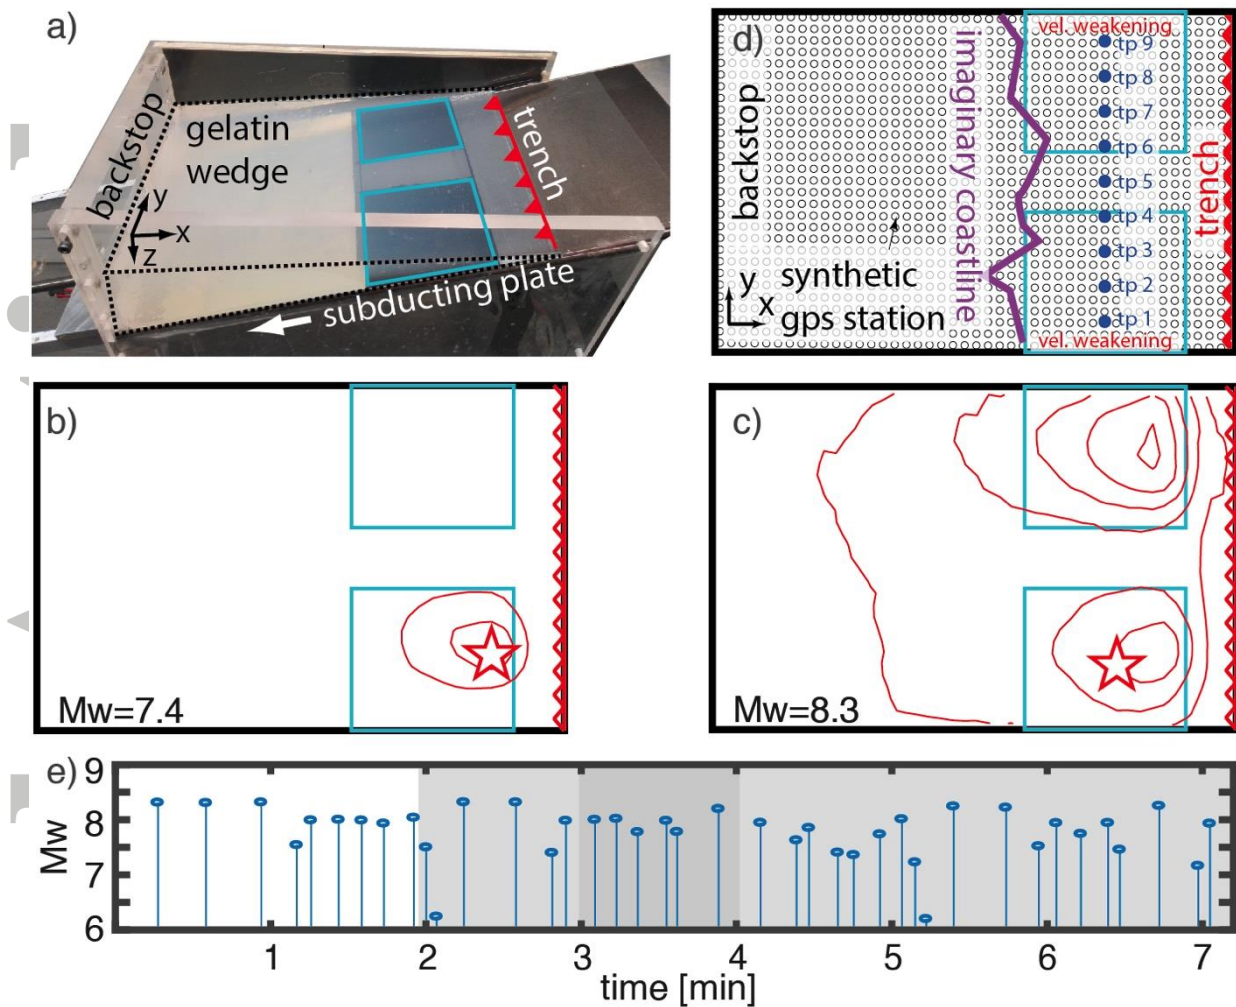 a)
backstop
gelatin
wedge
trench
y
x
z
subducting plate
d)
backstop
imaginary coastline
vel. weakening
tp 9
tp 8
tp 7
tp 6
tp 5
tp 4
tp 3
tp 2
tp 1
vel. weakening
trench
synthetic
gps station
y
x
b)
Mw=7.4
c)
Mw=8.3
e)
9
8
7
6
Mw
1 2 3 4 5 6 7
time [min]